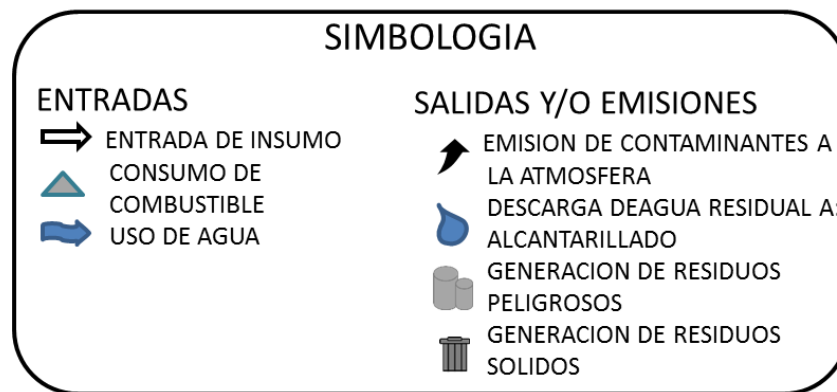 SIMBOLOGIA
ENTRADAS
ENTRADA DE INSUMO
CONSUMO DE
COMBUSTIBLE
USO DE AGUA
SALIDAS Y/O EMISIONES
EMISION DE CONTAMINANTES A
LA ATMOSFERA
DESCARGA DEAGUA RESIDUAL
ALCANTARILLADO
GENERACION DE RESIDUOS
PELIGROSOS
GENERACION DE RESIDUOS
SOLIDOS